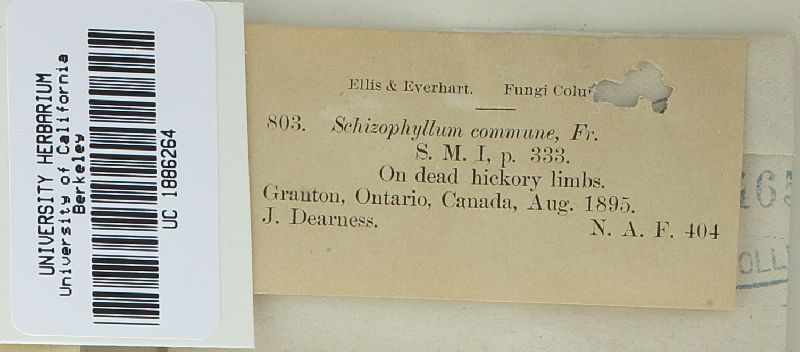 UNIVERSITY HERBARIUM
University of California
Berkeley
UC 1886264
Ellis & Everhart. Fungi
803. Schizophyllum commune, Fr.
S. M. I, p. 333.
On dead hickory limbs.
Granton, Ontario, Canada, Aug. 1895.
J. Dearness. N. A. F. 404